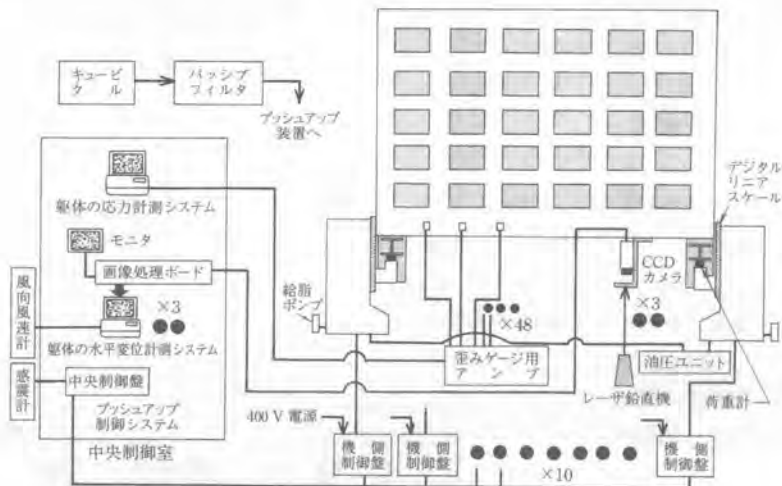 キュービ
クル
パッシブ
フィルタ
プッシュアップ
装置へ
躯体の応力計測システム
モニタ
画像処理ボード
×3
躯体の水平変位計測システム
風向風速計
感震計
中央制御盤
プッシュアップ
制御システム
中央制御室
給脂
ポンプ
×48
歪みゲージ用
アンプ
CCD
カメラ
×3
デジタル
リニア
スケール
油圧ユニット
レーザ鉛直機
荷重計
400 V 電源
機側
制御盤
機側
制御盤
×10
機側
制御盤